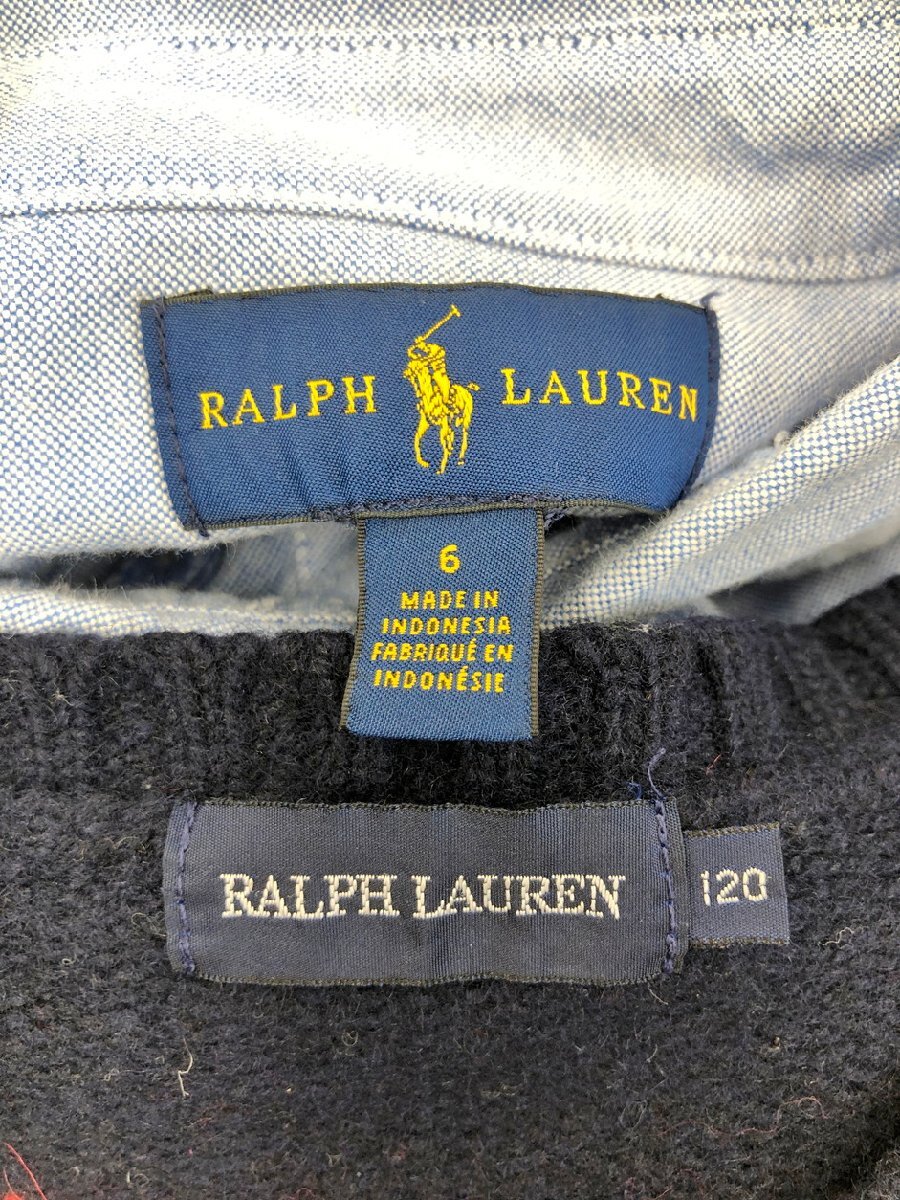 RALPH LAUREN
6
MADE IN
INDONESIA
FABRIQUÉ EN
INDONÉSIE
RALPH LAUREN
120